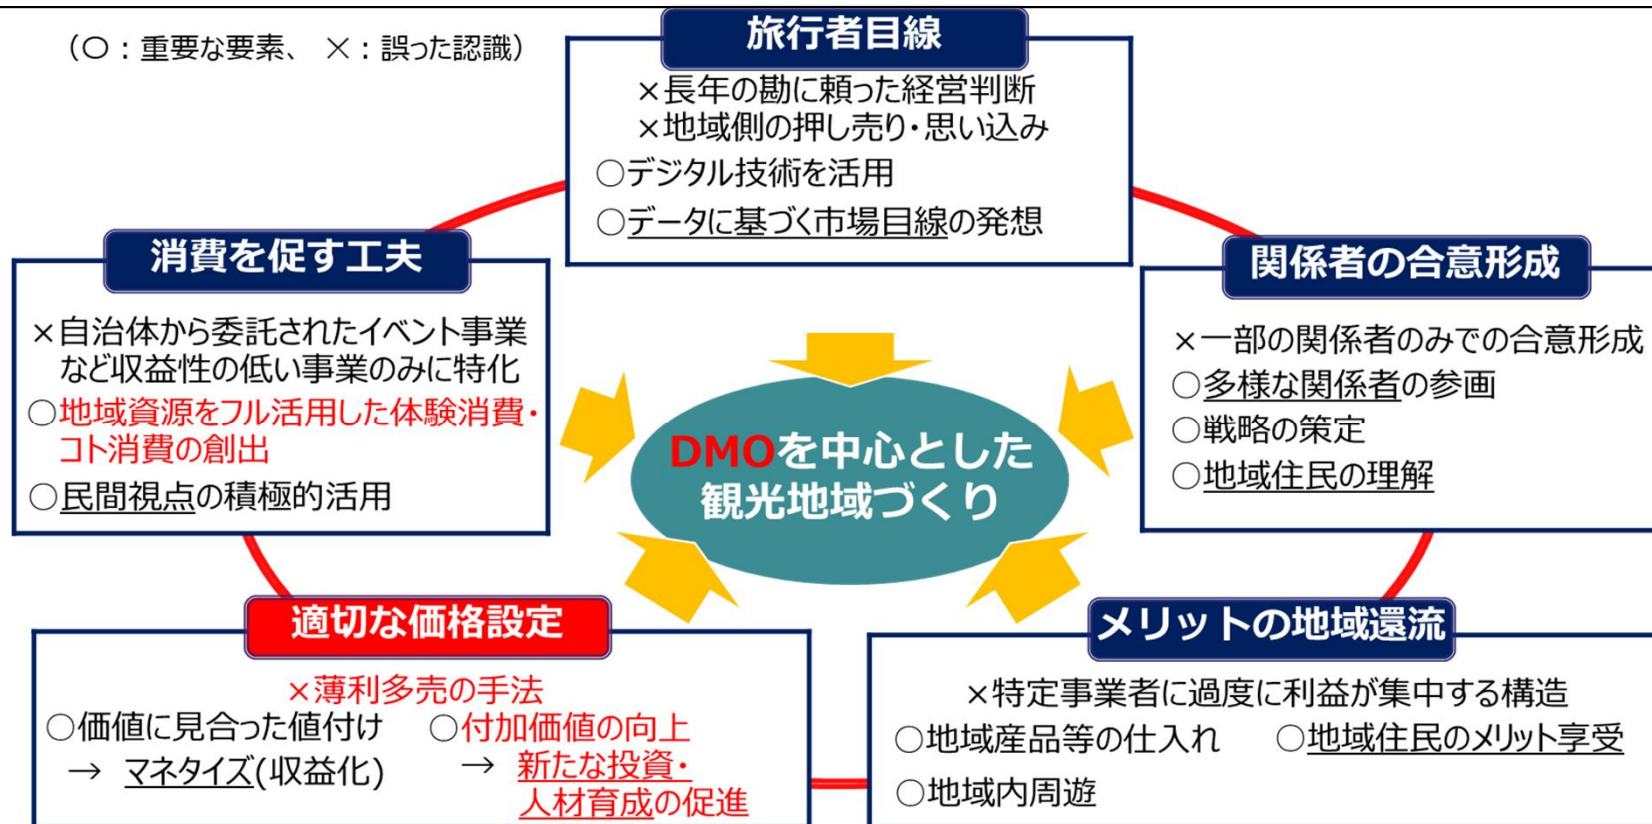 （○：重要な要素、 ×：誤った認識）
旅行者目線
×長年の勘に頼った経営判断
×地域側の押し売り・思い込み
○デジタル技術を活用
○データに基づく市場目線の発想
消費を促す工夫
×自治体から委託されたイベント事業
など収益性の低い事業のみに特化
○地域資源をフル活用した体験消費・
コト消費の創出
○民間視点の積極的活用
関係者の合意形成
×一部の関係者のみでの合意形成
○多様な関係者の参画
○戦略の策定
○地域住民の理解
DMOを中心とした
観光地域づくり
適切な価格設定
×薄利多売の手法
○価値に見合った値付け
→ マネタイズ(収益化)
○付加価値の向上
→ 新たな投資・
人材育成の促進
メリットの地域還流
×特定事業者に過度に利益が集中する構造
○地域産品等の仕入れ ○地域住民のメリット享受
○地域内周遊